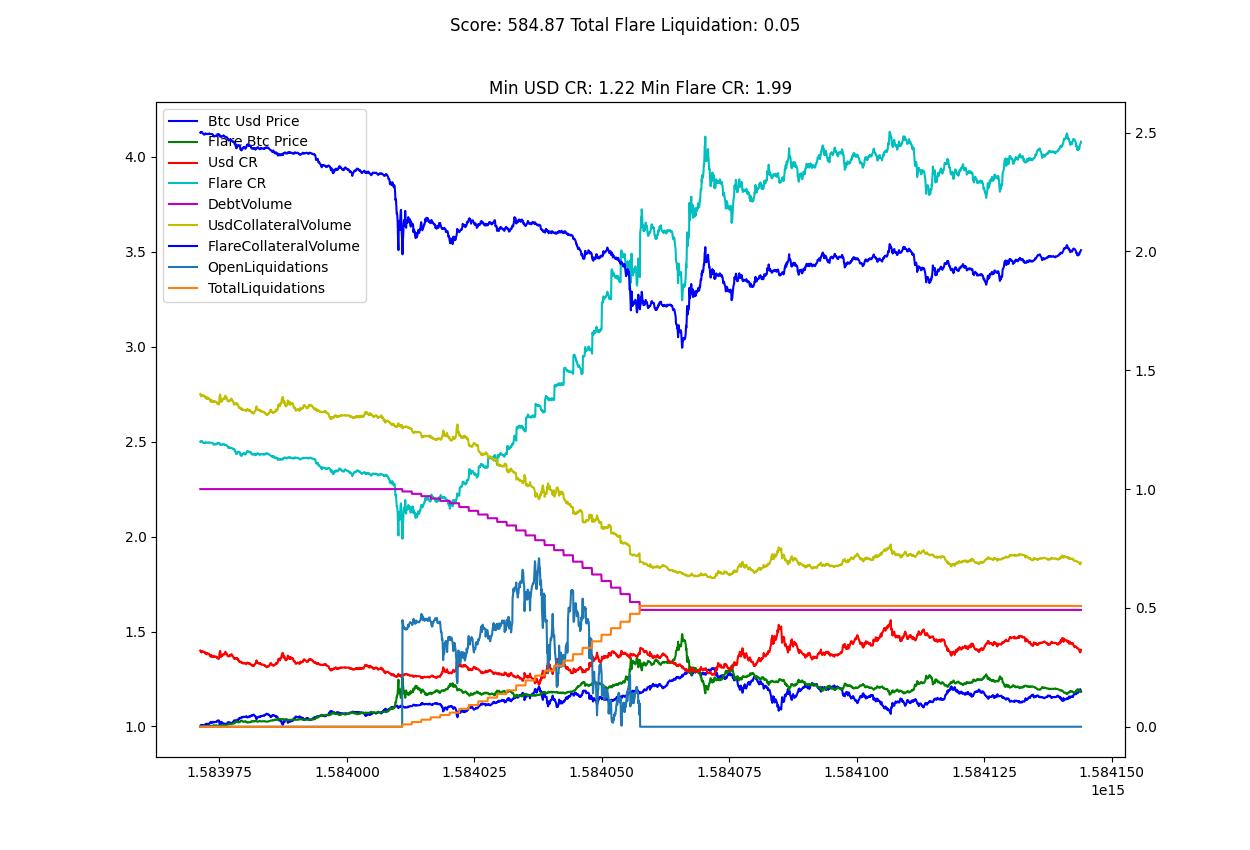 Score: 584.87 Total Flare Liquidation: 0.05
Min USD CR: 1.22 Min Flare CR: 1.99
Btc Usd Price
Flare Btc Price
Usd CR
Flare CR
DebtVolume
UsdCollateralVolume
FlareCollateralVolume
OpenLiquidations
TotalLiquidations
4.0
3.5
3.0
2.5
2.0
1.5
1.0
2.5
2.0
1.5
1.0
0.5
0.0
1.583975 1.584000 1.584025 1.584050 1.584075 1.584100 1.584125 1.584150
1e15